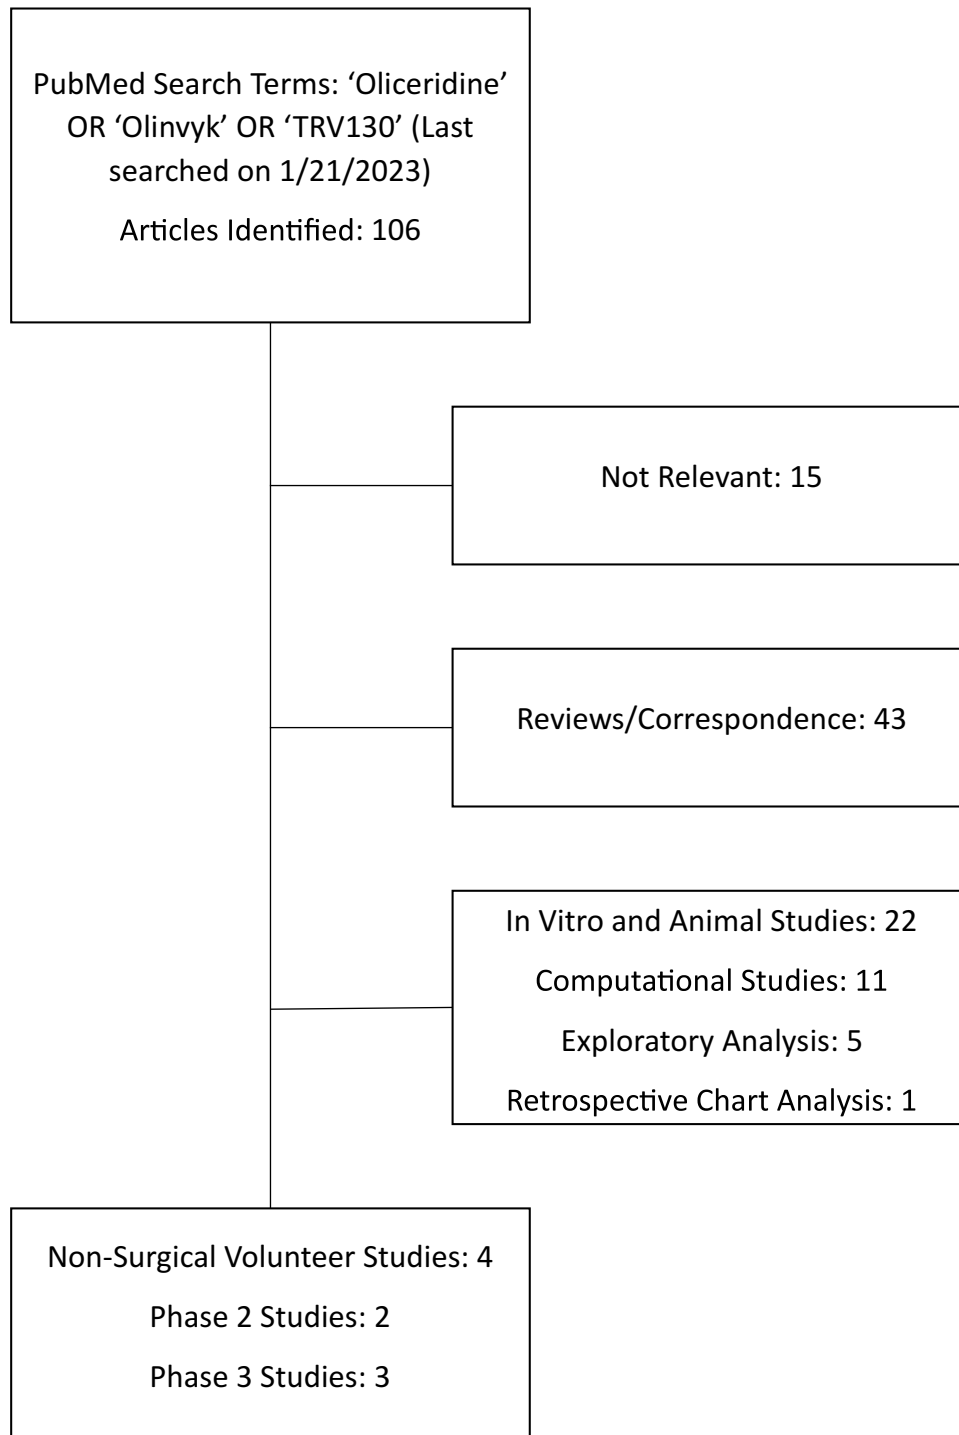 PubMed Search Terms: ‘Oliceridine’
OR ‘Olinvyk’ OR ‘TRV130’ (Last
searched on 1/21/2023)
Articles Identified: 106
Not Relevant: 15
Reviews/Correspondence: 43
In Vitro and Animal Studies: 22
Computational Studies: 11
Exploratory Analysis: 5
Retrospective Chart Analysis: 1
Non-Surgical Volunteer Studies: 4
Phase 2 Studies: 2
Phase 3 Studies: 3